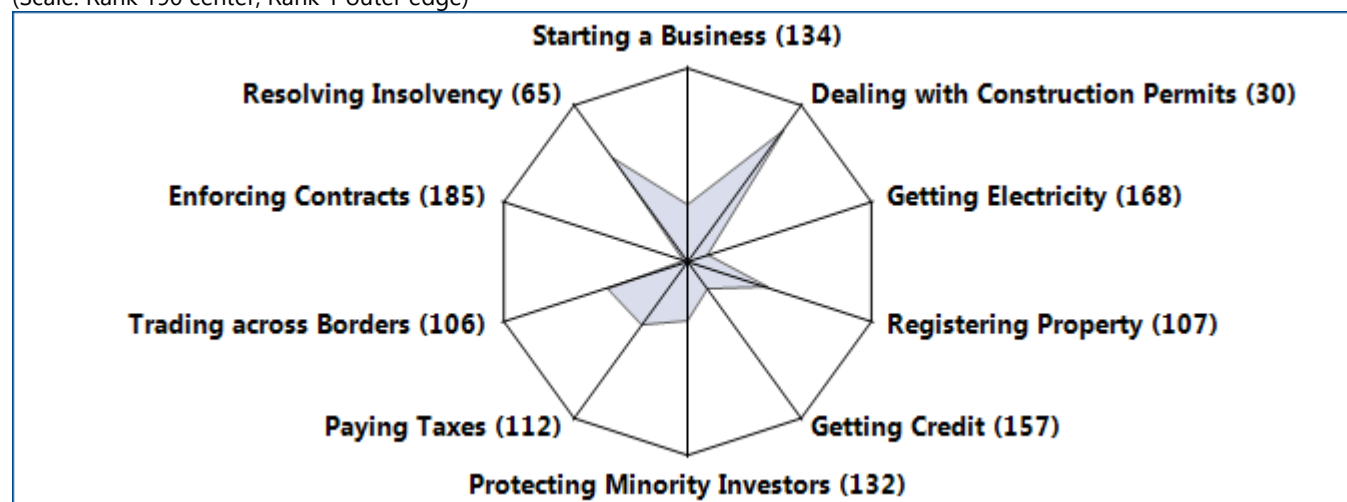 (Scale: Rank 190 center, Rank 1 outer edge)
Starting a Business (134)
Resolving Insolvency (65)
Dealing with Construction Permits (30)
Enforcing Contracts (185)
Getting Electricity (168)
Trading across Borders (106)
Registering Property (107)
Paying Taxes (112)
Getting Credit (157)
Protecting Minority Investors (132)